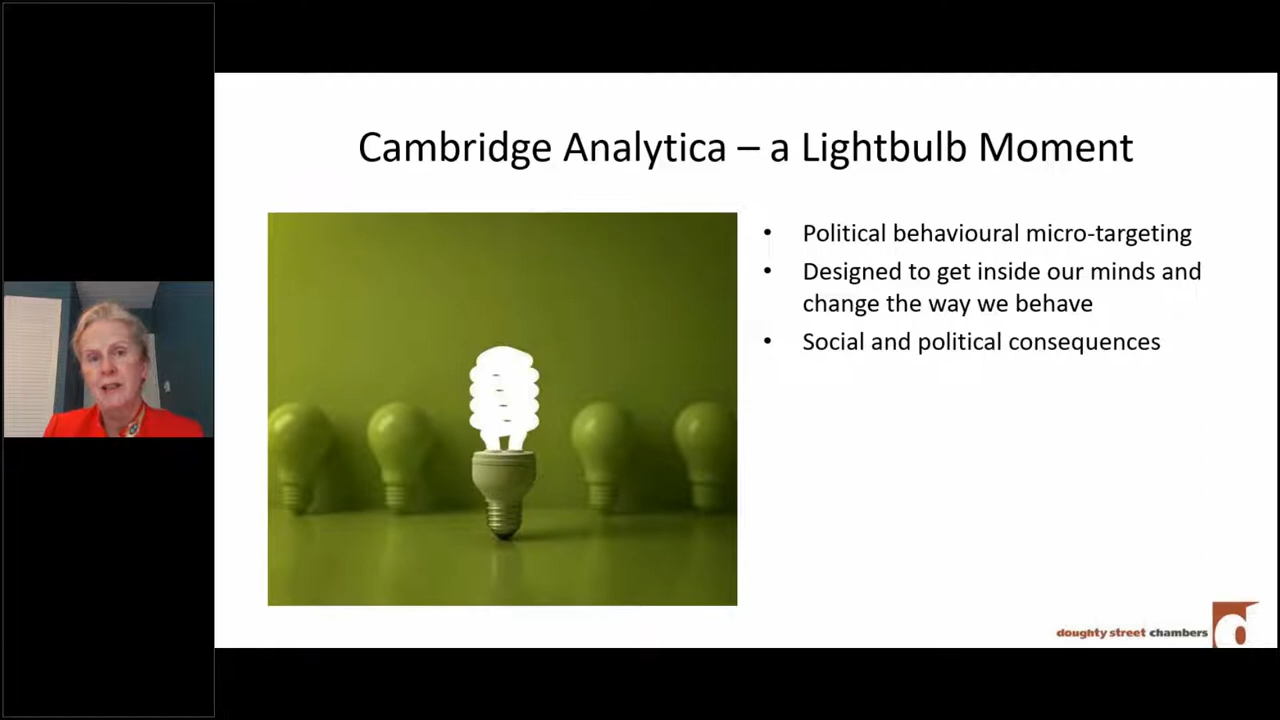 Cambridge Analytica – a Lightbulb Moment
• Political behavioural micro-targeting
• Designed to get inside our minds and
change the way we behave
• Social and political consequences
doughty street chambers d